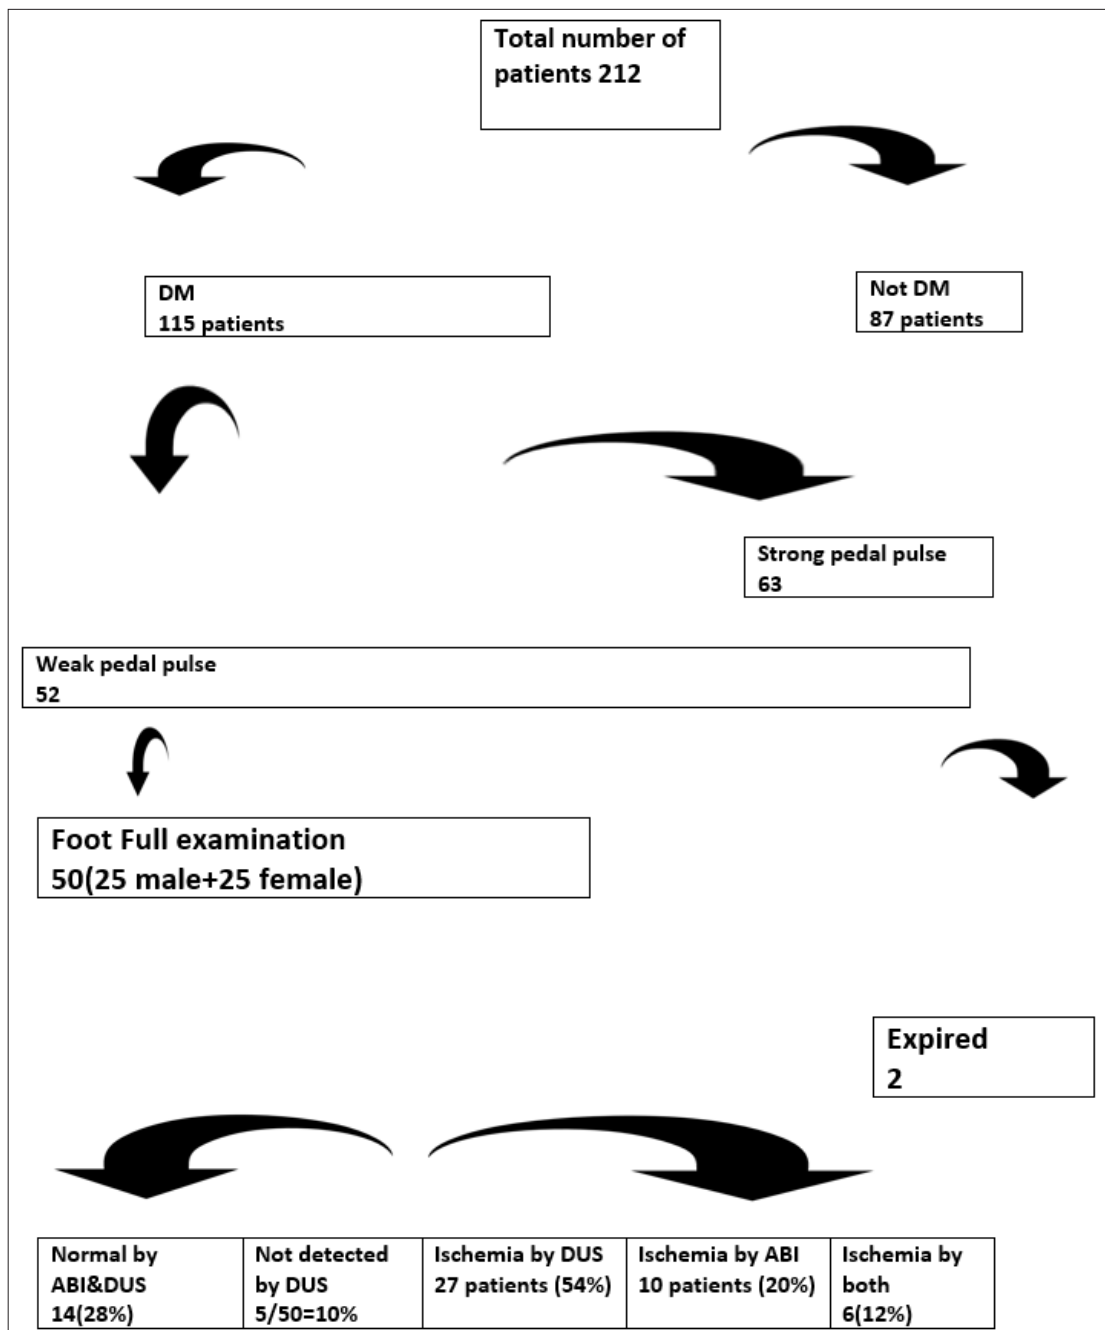 Total number of
patients 212
DM
115 patients
Not DM
87 patients
Strong pedal pulse
63
Weak pedal pulse
52
Foot Full examination
50(25 male+25 female)
Expired
2
Normal by
ABI&DUS
14(28%)
Not detected
by DUS
5/50=10%
Ischemia by DUS
27 patients (54%)
Ischemia by ABI
10 patients (20%)
Ischemia by
both
6(12%)